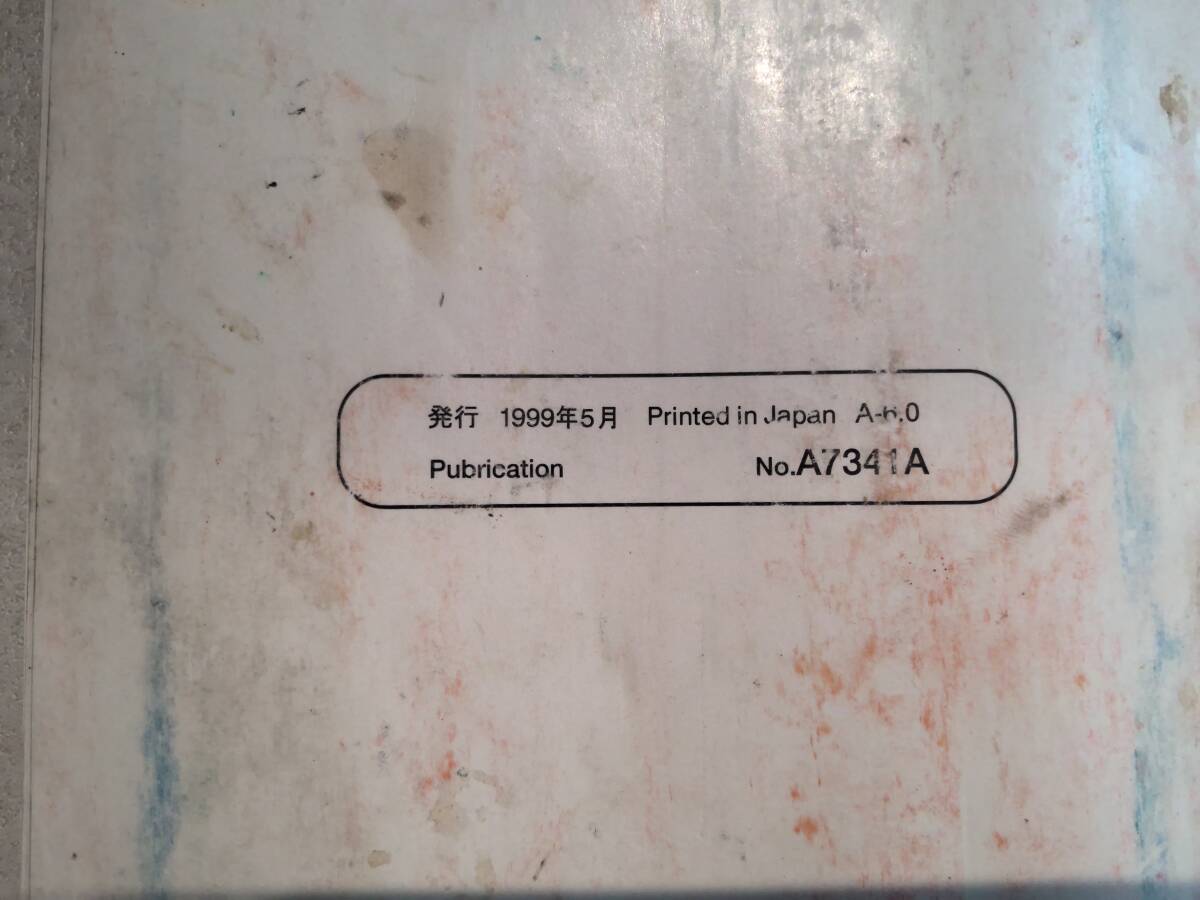 発行 1999年5月 Printed in Japan
Pubrication No.A7341A